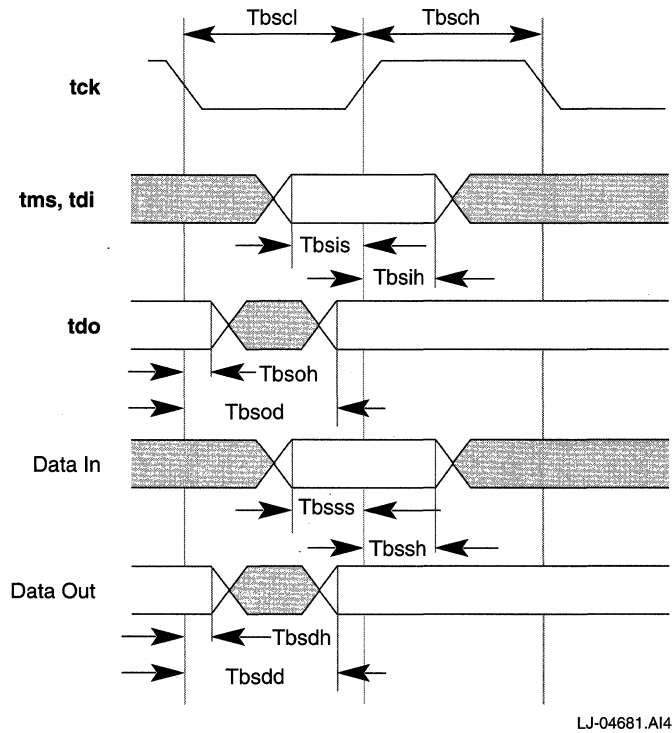 Tbscl
Tbsch
tck
tms, tdi
Tbsis
Tbsih
tdo
Tbsoh
Tbsod
Data In
Tbsss
Tbssh
Data Out
Tbsdh
Tbsdd
LJ-04681.AI4